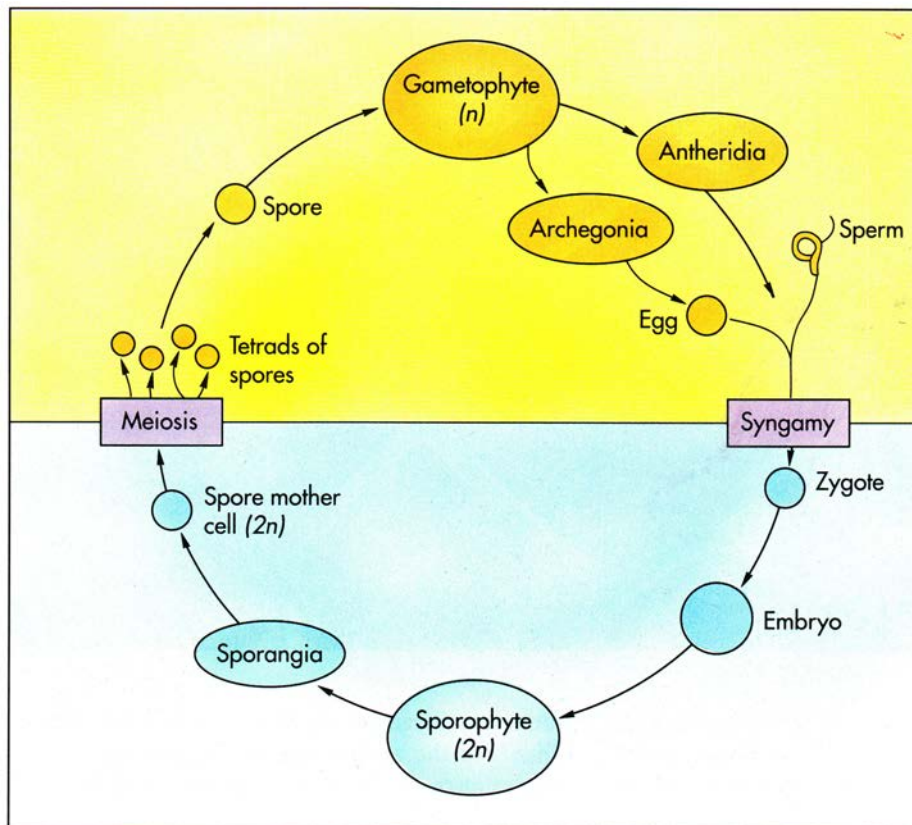 Gametophyte
(n)
Antheridia
Spore
Archegonia
Sperm
Egg
Tetrads of
spores
Meiosis
Syngamy
Spore mother
cell (2n)
Zygote
Embryo
Sporangia
Sporophyte
(2n)